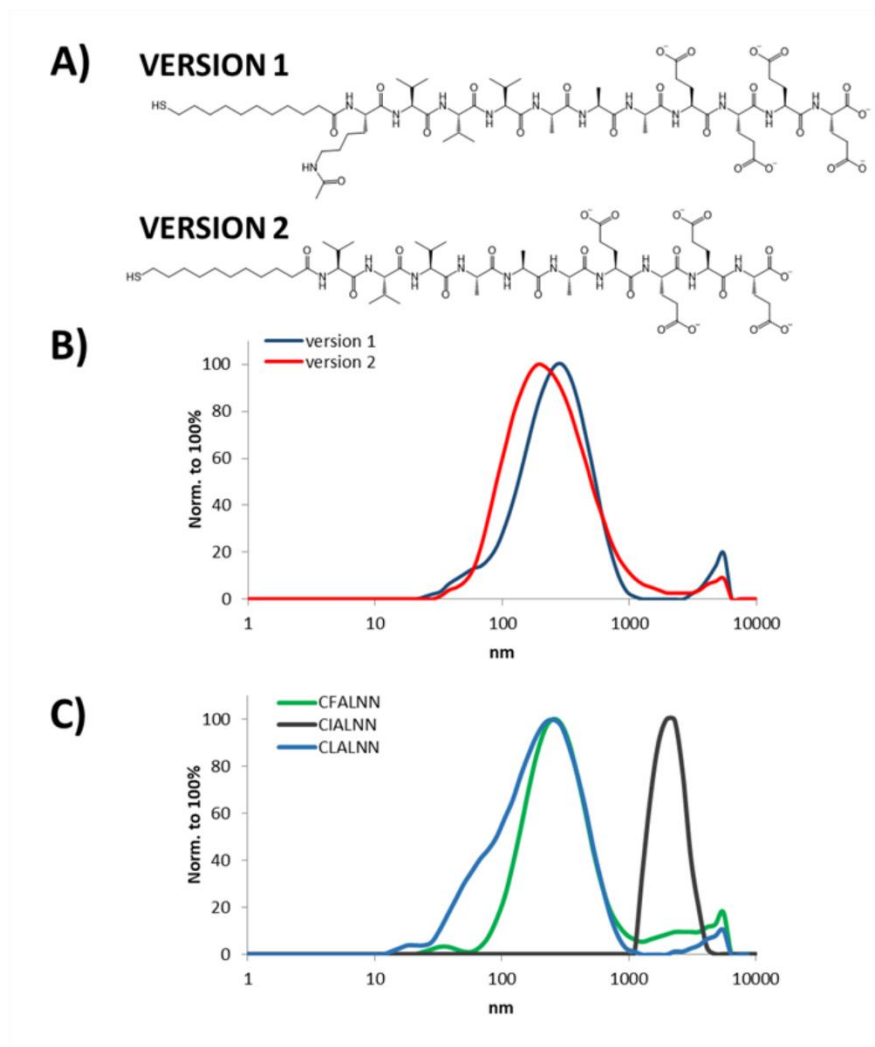 A)
VERSION 1
O⁻ O O⁻ O
HS O H N O N H O H N O N H O H N O N H O H N O N H O H N O N H O H N O O⁻
O O⁻ O O⁻
HN O
VERSION 2
O⁻ O O⁻ O
HS O N H O H N O N H O H N O N H O H N O N H O H N O N H O H N O O⁻
O O⁻ O O⁻
B)
version 1
version 2
Norm. to 100%
100
80
60
40
20
0
1 10 100 1000 10000
nm
C)
CFALNN
CIALNN
CLALNN
Norm. to 100%
100
80
60
40
20
0
1 10 100 1000 10000
nm